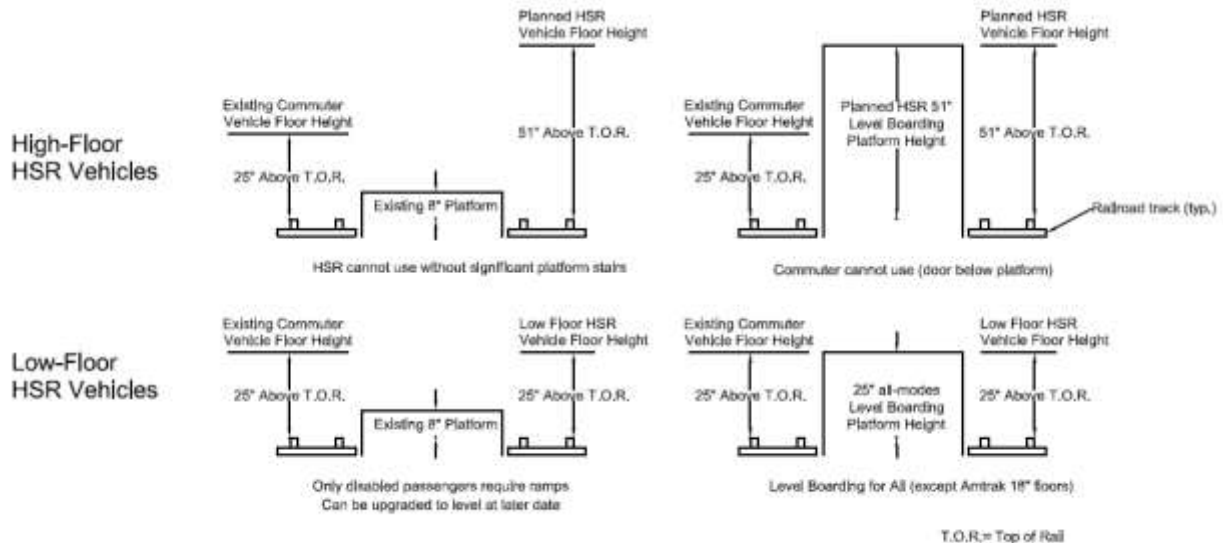 Planned HSR
Vehicle Floor Height
Planned HSR
Vehicle Floor Height
Existing Commuter
Vehicle Floor Height
51" Above T.O.R.
25" Above T.O.R.
Existing 8" Platform
High-Floor
HSR Vehicles
HSR cannot use without significant platform stairs
Existing Commuter
Vehicle Floor Height
25" Above T.O.R.
Planned HSR 51"
Level Boarding
Platform Height
51" Above T.O.R.
Railroad track (typ.)
Commuter cannot use (door below platform)
Low-Floor
HSR Vehicles
Existing Commuter
Vehicle Floor Height
25" Above T.O.R.
Existing 8" Platform
Low Floor HSR
Vehicle Floor Height
25" Above T.O.R.
Only disabled passengers require ramps
Can be upgraded to level at later date
Existing Commuter
Vehicle Floor Height
25" Above T.O.R.
25" all-modes
Level Boarding
Platform Height
Low Floor HSR
Vehicle Floor Height
25" Above T.O.R.
Level Boarding for All (except Amtrak 18" floors)
T.O.R.= Top of Rail